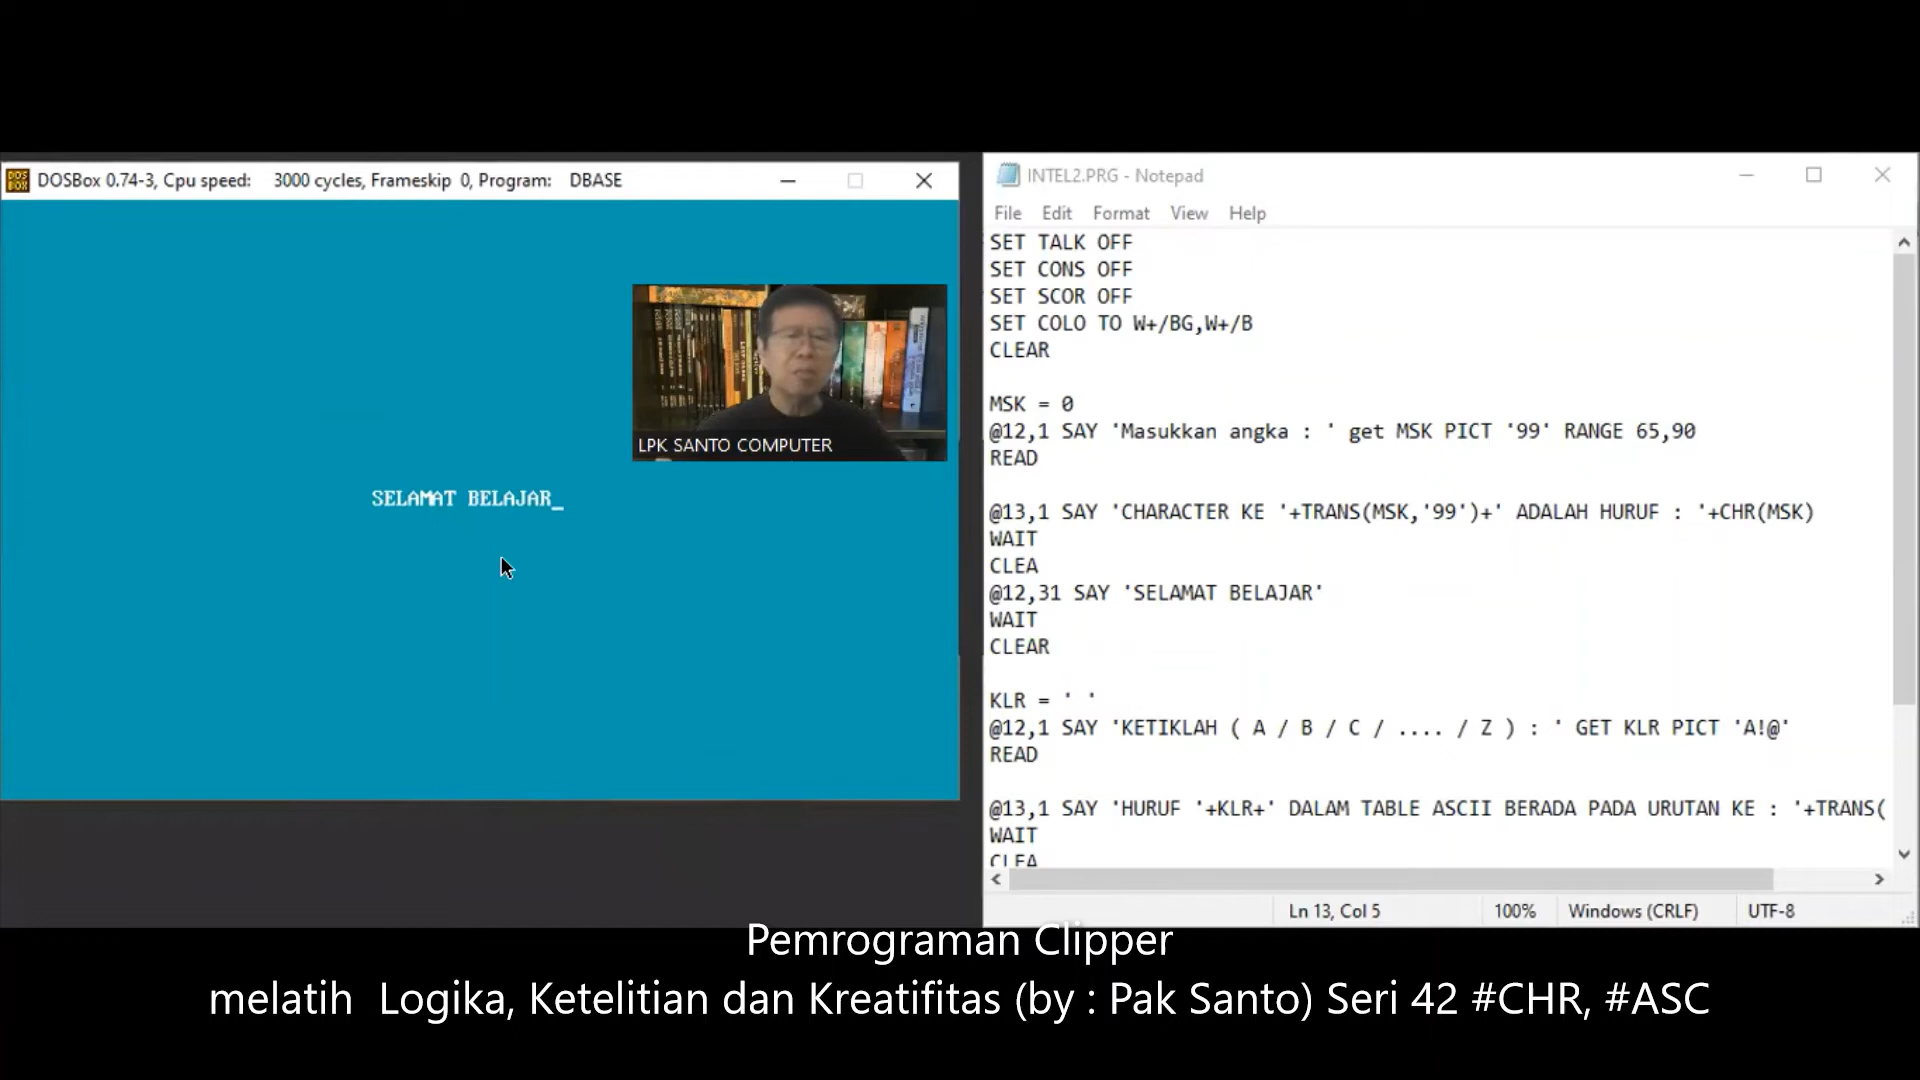 DOSBox 0.74-3, Cpu speed: 3000 cycles, Frameskip 0, Program: DBASE
LPK SANTO COMPUTER
SELAMAT BELAJAR_
INTEL2.PRG - Notepad
File Edit Format View Help
SET TALK OFF
SET CONS OFF
SET SCOR OFF
SET COLO TO W+/BG,W+/B
CLEAR
MSK = 0
@12,1 SAY 'Masukkan angka : ' get MSK PICT '99' RANGE 65,90
READ
@13,1 SAY 'CHARACTER KE '+TRANS(MSK,'99')+' ADALAH HURUF : '+CHR(MSK)
WAIT
CLEA
@12,31 SAY 'SELAMAT BELAJAR'
WAIT
CLEAR
KLR = ' '
@12,1 SAY 'KETIKLAH ( A / B / C / .... / Z ) : ' GET KLR PICT 'A!@'
READ
@13,1 SAY 'HURUF '+KLR+' DALAM TABLE ASCII BERADA PADA URUTAN KE : '+TRANS(
WAIT
CLEA
Ln 13, Col 5 100% Windows (CRLF) UTF-8
Pemrograman Clipper
melatih Logika, Ketelitian dan Kreatifitas (by : Pak Santo) Seri 42 #CHR, #ASC